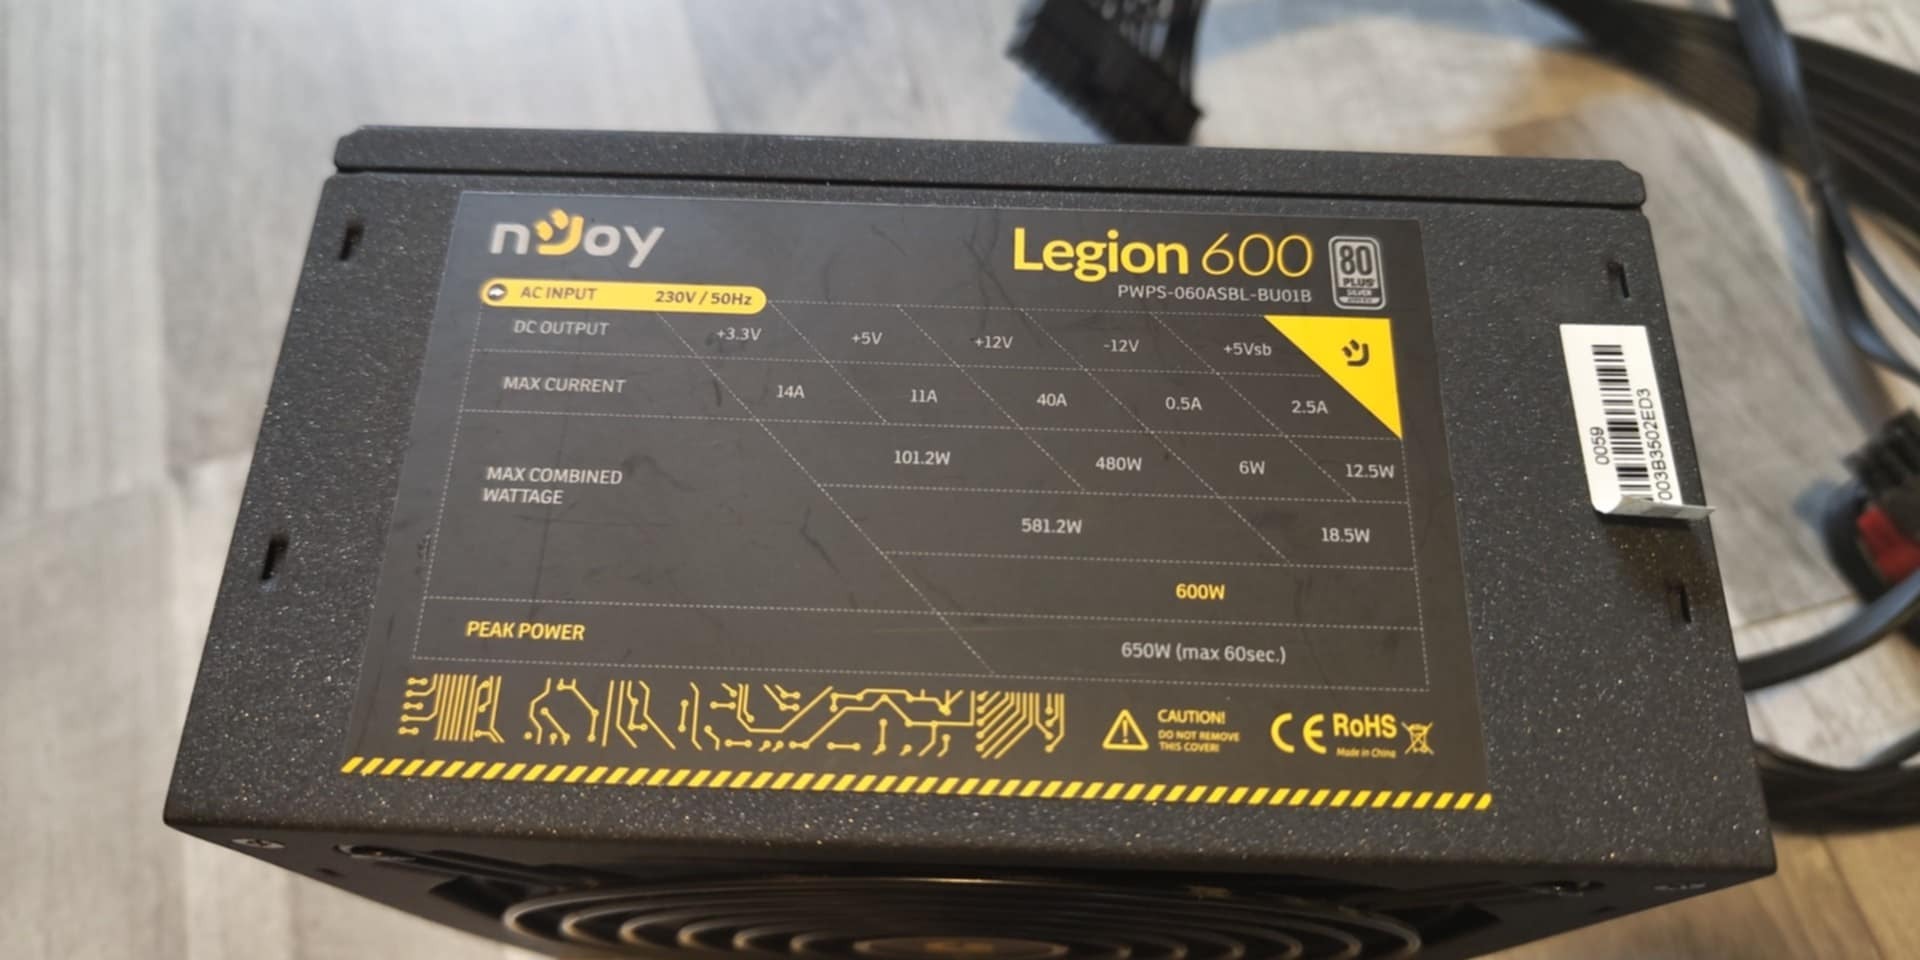 nJoy
Legion 600
80
PLUS
SILVER
PWPS-060ASBL-BU01B
AC INPUT 230V / 50Hz
DC OUTPUT +3.3V +5V +12V -12V +5Vsb
MAX CURRENT 14A 11A 40A 0.5A 2.5A
MAX COMBINED
WATTAGE
101.2W 480W 6W 12.5W
581.2W 18.5W
600W
PEAK POWER 650W (max 60sec.)
CAUTION!
DO NOT REMOVE
THIS COVER!
CE RoHS
Made in China
0059
003B3502ED3